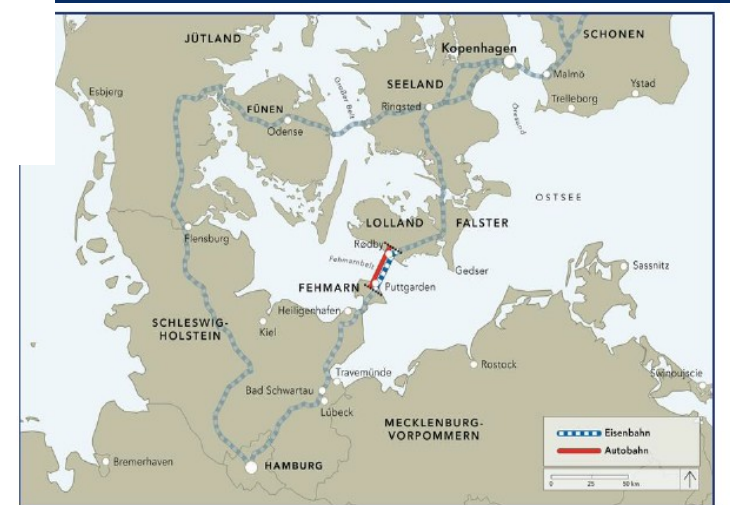 JÜTLAND
SCHONEN
Kopenhagen
Malmö
Esbjerg
Großer Belt
SEELAND
Ystad
FÜNEN
Ringsted
Trelleborg
Odense
Öresund
OSTSEE
LOLLAND
FALSTER
Flensburg
Rødby
Fehmarnbelt
Gedser
Sassnitz
FEHMARN
Puttgarden
Heiligenhafen
SCHLESWIG-
HOLSTEIN
Kiel
Travemünde
Rostock
Swinoujscie
Bad Schwartau
Lübeck
MECKLENBURG-
VORPOMMERN
Eisenbahn
Autobahn
Bremerhaven
HAMBURG
0 25 50 km